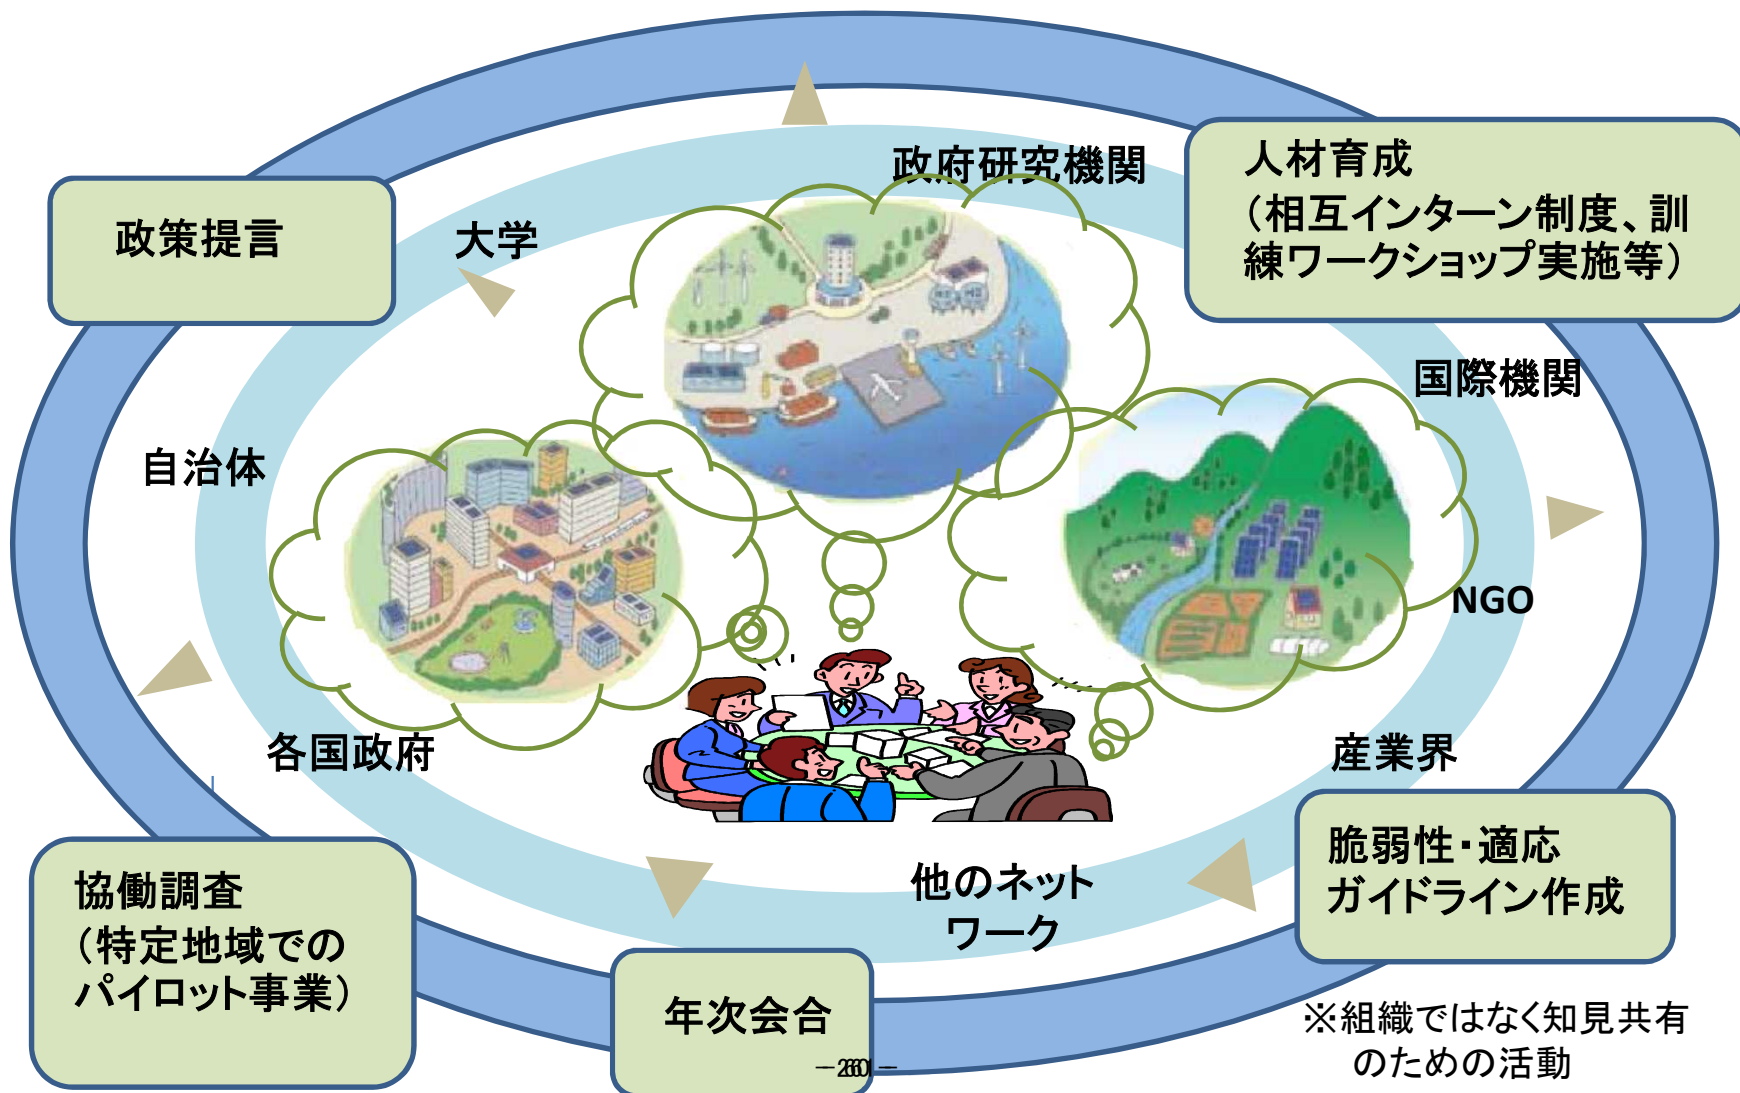 政府研究機関
人材育成
（相互インターン制度、訓
練ワークショップ実施等）
政策提言
大学
国際機関
自治体
NGO
各国政府
産業界
脆弱性・適応
ガイドライン作成
協働調査
（特定地域での
パイロット事業）
他のネット
ワーク
年次会合
※組織ではなく知見共有
のための活動